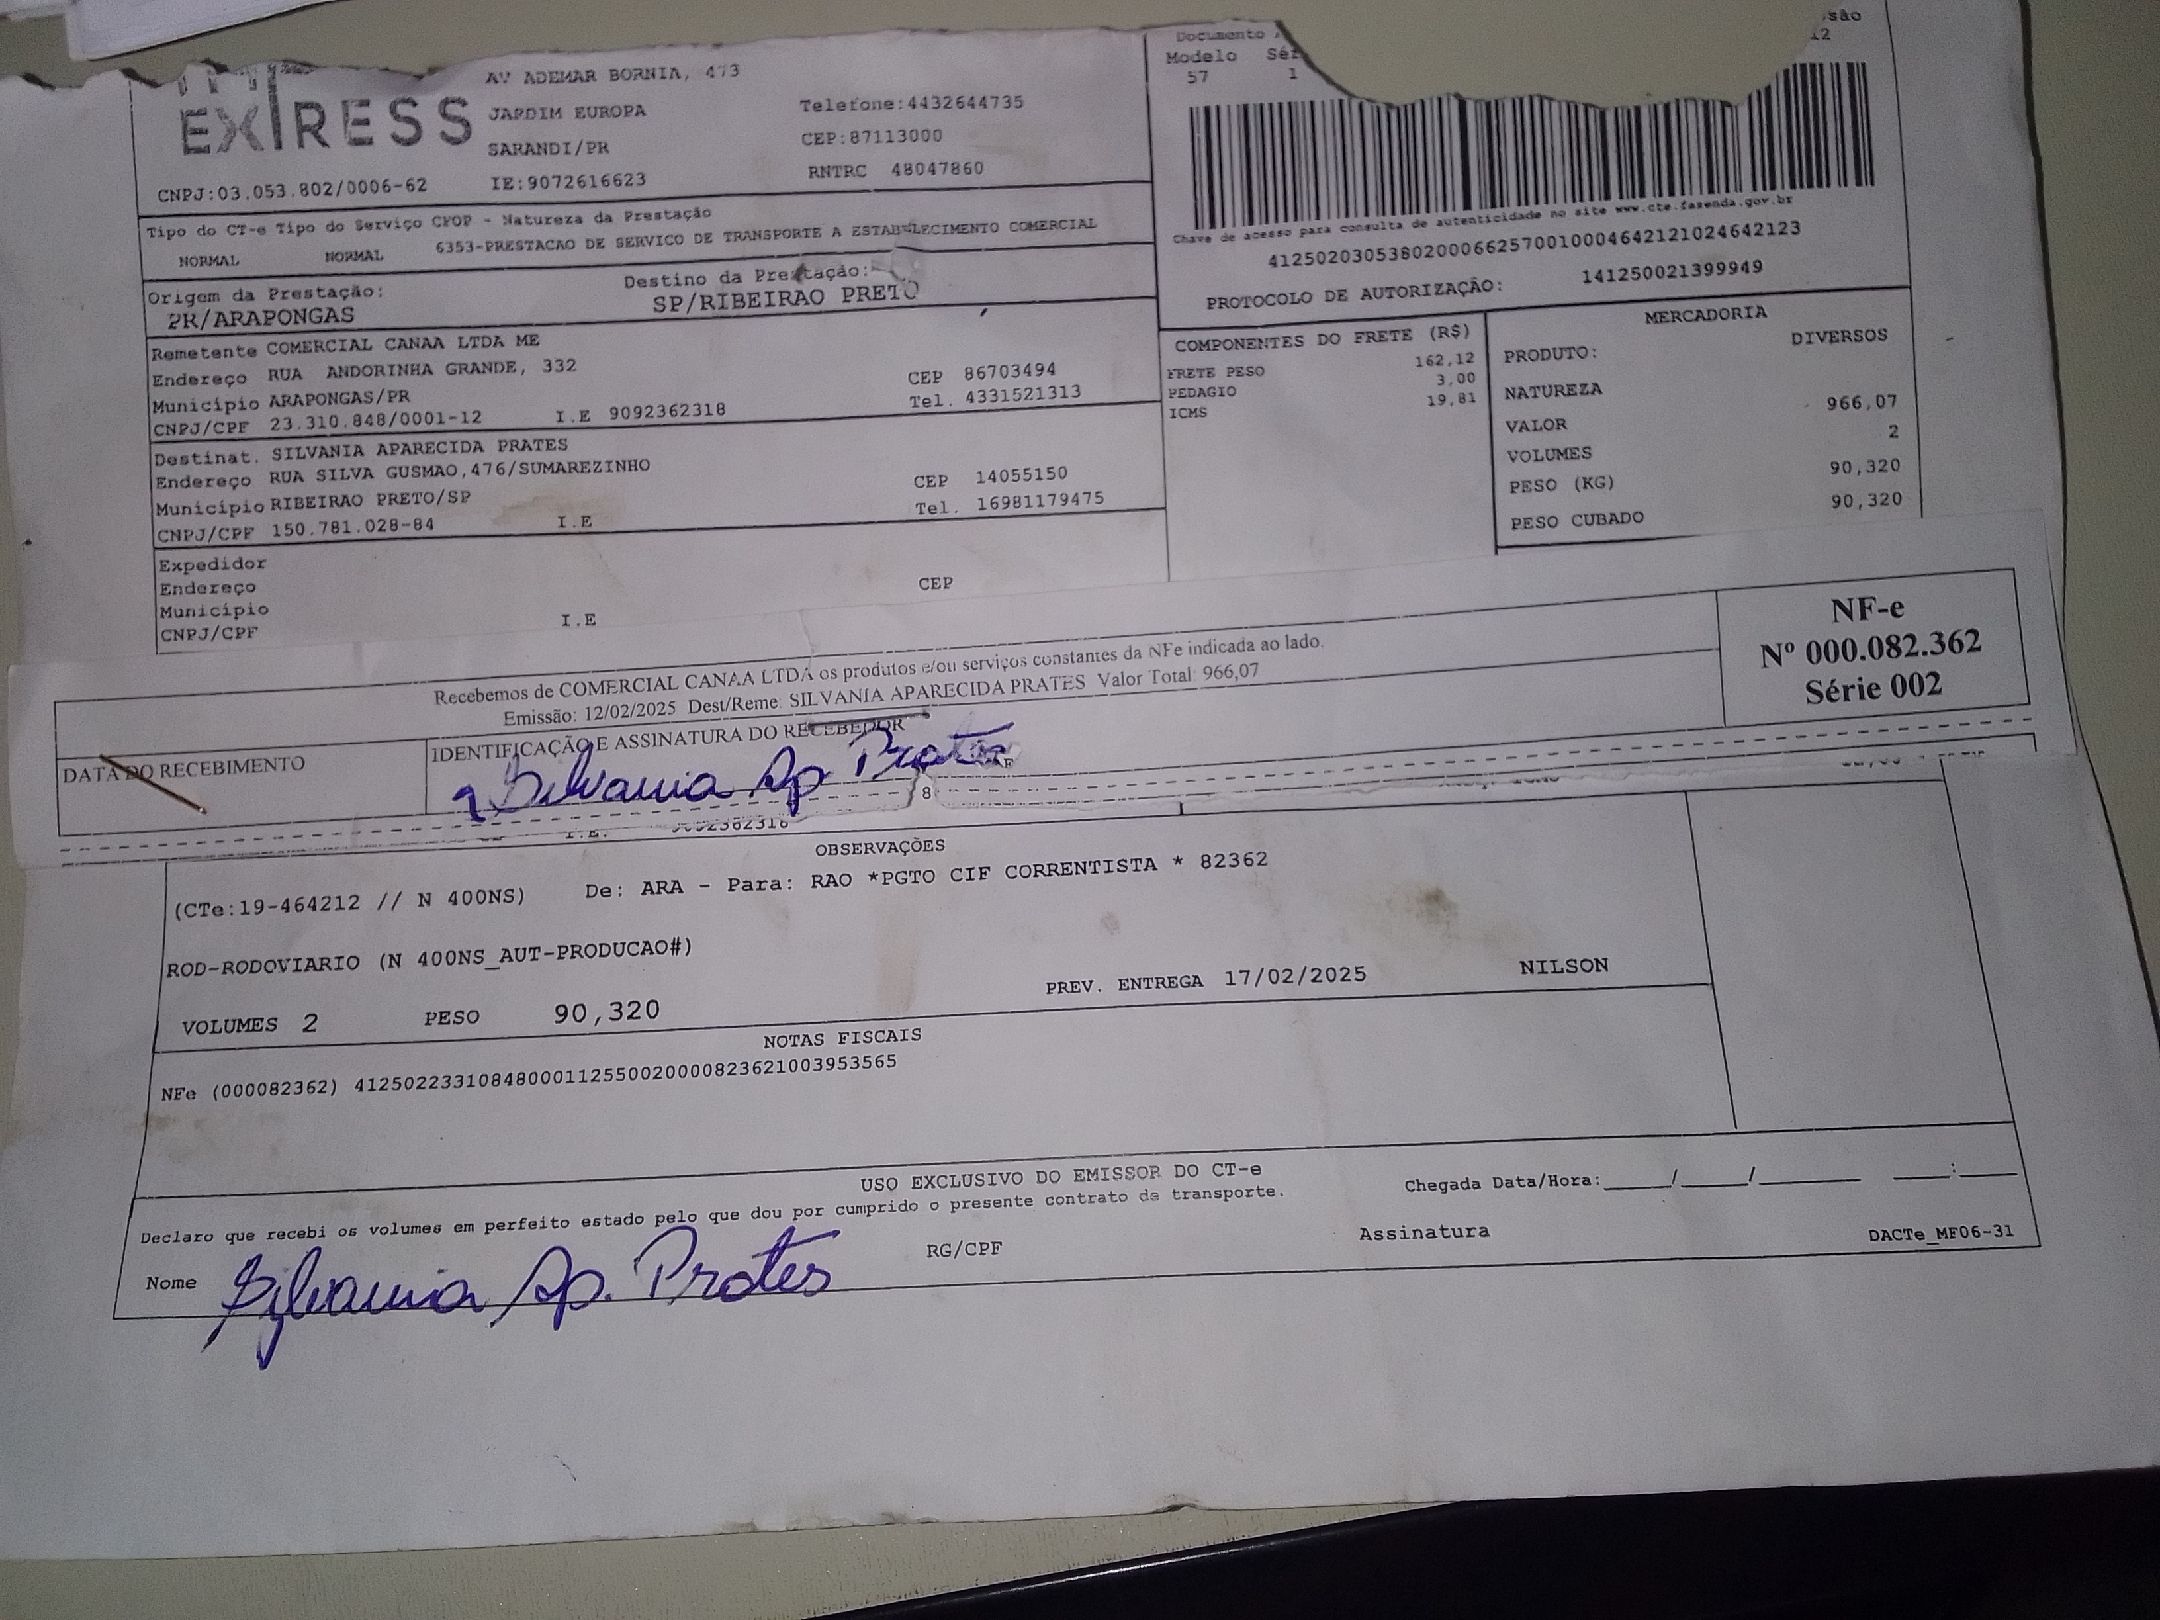 EXPRESS
AV ADEMAR BORNIA, 473
JARDIM EUROPA
Telefone:4432644735
SARANDI/PR
CEP:87113000
CNPJ:03.053.802/0006-62
IE:9072616623
RNTRC 48047860
Documento
Modelo
57 1
Tipo do CT-e Tipo do Serviço CFOP - Natureza da Prestação
NORMAL NORMAL 6353-PRESTACAO DE SERVICO DE TRANSPORTE A ESTABELECIMENTO COMERCIAL
Chave de acesso para consulta de autenticidade no site www.cte.fazenda.gov.br
41250203053802000662570010004642121024642123
PROTOCOLO DE AUTORIZAÇÃO: 141250021399949
Origem da Prestação:
PR/ARAPONGAS
Destino da Prestação:
SP/RIBEIRAO PRETO
Remetente COMERCIAL CANAA LTDA ME
Endereço RUA ANDORINHA GRANDE, 332 CEP 86703494
Município ARAPONGAS/PR Tel. 4331521313
CNPJ/CPF 23.310.848/0001-12 I.E 9092362318
Destinat. SILVANIA APARECIDA PRATES
Endereço RUA SILVA GUSMAO,476/SUMAREZINHO CEP 14055150
Município RIBEIRAO PRETO/SP Tel. 16981179475
CNPJ/CPF 150.781.028-84 I.E
Expedidor
Endereço CEP
Município
CNPJ/CPF I.E
COMPONENTES DO FRETE (R$)
FRETE PESO 162,12
PEDAGIO 3,00
ICMS 19,81
MERCADORIA
PRODUTO: DIVERSOS
NATUREZA
VALOR 966,07
VOLUMES 2
PESO (KG) 90,320
PESO CUBADO 90,320
Recebemos de COMERCIAL CANAA LTDA os produtos e/ou serviços constantes da NFe indicada ao lado.
Emissão: 12/02/2025 Dest/Reme: SILVANIA APARECIDA PRATES Valor Total: 966,07
NF-e
Nº 000.082.362
Série 002
DATA DO RECEBIMENTO
IDENTIFICAÇÃO E ASSINATURA DO RECEBEDOR
Silvania Ap Prates
8
I.E. 9092362318
OBSERVAÇÕES
(CTe:19-464212 // N 400NS) De: ARA - Para: RAO *PGTO CIF CORRENTISTA * 82362
ROD-RODOVIARIO (N 400NS_AUT-PRODUCAO#)
PREV. ENTREGA 17/02/2025 NILSON
VOLUMES 2 PESO 90,320
NOTAS FISCAIS
NFe (000082362) 41250223310848000112550020000823621003953565
USO EXCLUSIVO DO EMISSOR DO CT-e
Declaro que recebi os volumes em perfeito estado pelo que dou por cumprido o presente contrato da transporte.
Chegada Data/Hora:_____/_____/________ ____:_____
Nome Silvania Ap. Prates RG/CPF Assinatura
DACTe_MF06-31